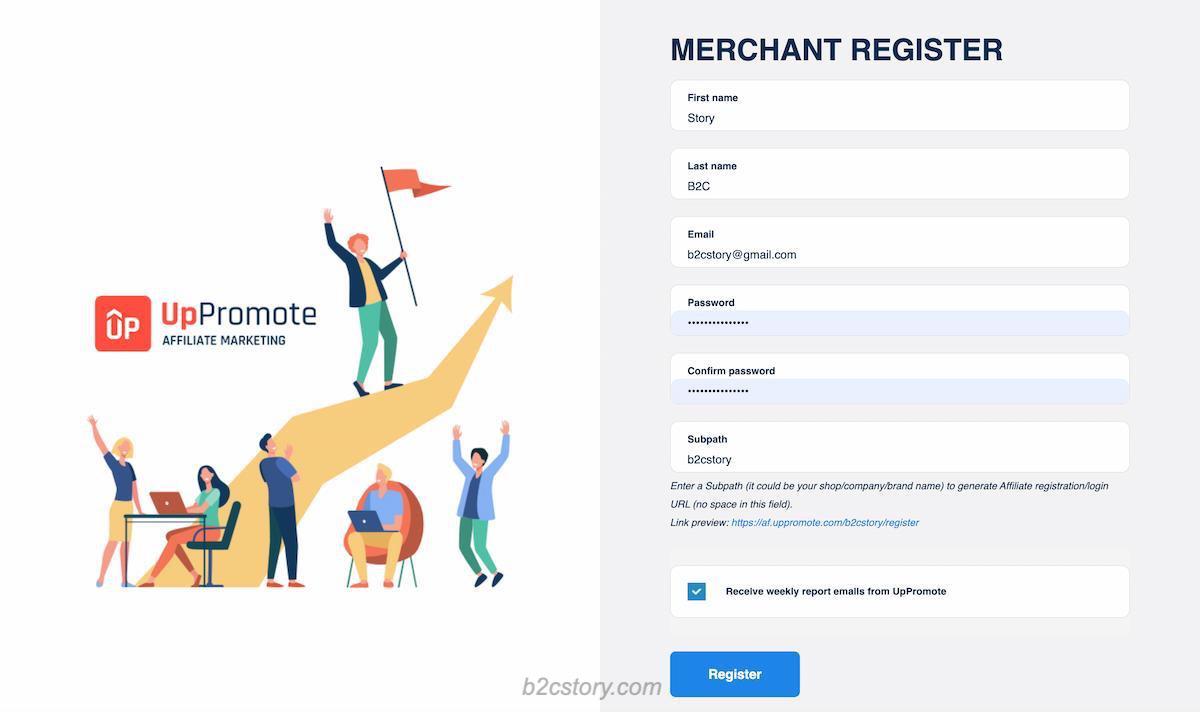 UP
UpPromote
AFFILIATE MARKETING
MERCHANT REGISTER
First name
Story
Last name
B2C
Email
b2cstory@gmail.com
Password
•••••••••••••••
Confirm password
•••••••••••••••
Subpath
b2cstory
Enter a Subpath (it could be your shop/company/brand name) to generate Affiliate registration/login
URL (no space in this field).
Link preview: https://af.uppromote.com/b2cstory/register
Receive weekly report emails from UpPromote
Register
b2cstory.com